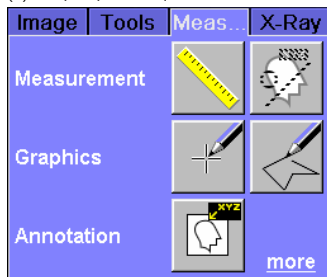 Image Tools Meas... X-Ray
Measurement
Graphics
XYZ
Annotation
more